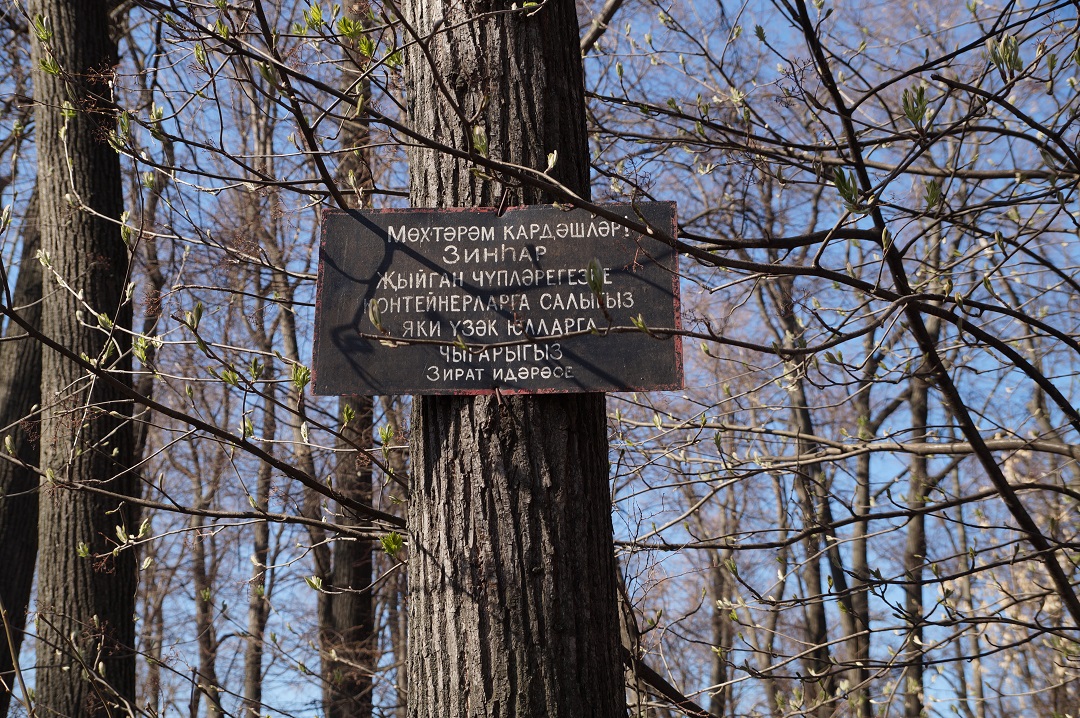 Мөхтәрәм кардәшләр!
Зинһар
Җыйган чүпләрегезне
контейнерларга салыгыз
яки үзәк юлларга
чыгарыгыз
Зират идарәсе